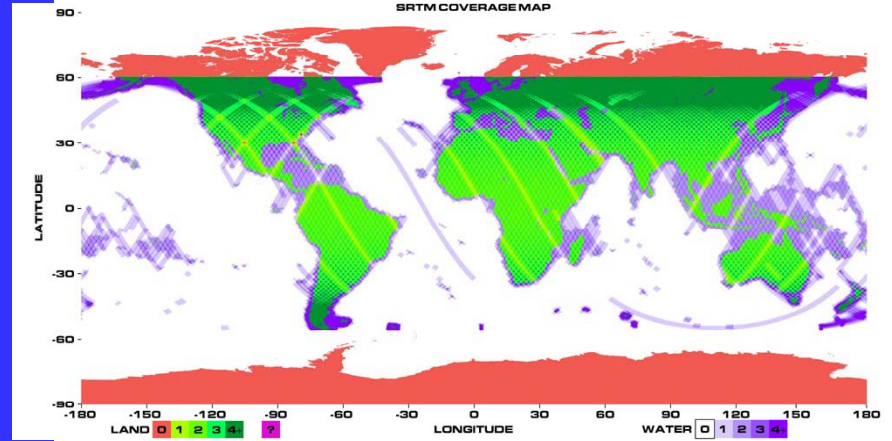 SRTM COVERAGE MAP
90
60
30
0
-30
-60
-90
LATITUDE
-180 -150 -120 -90 -60 -30 0 30 60 90 120 150 180
LAND 0 1 2 3 4+ ? LONGITUDE WATER 0 1 2 3 4+